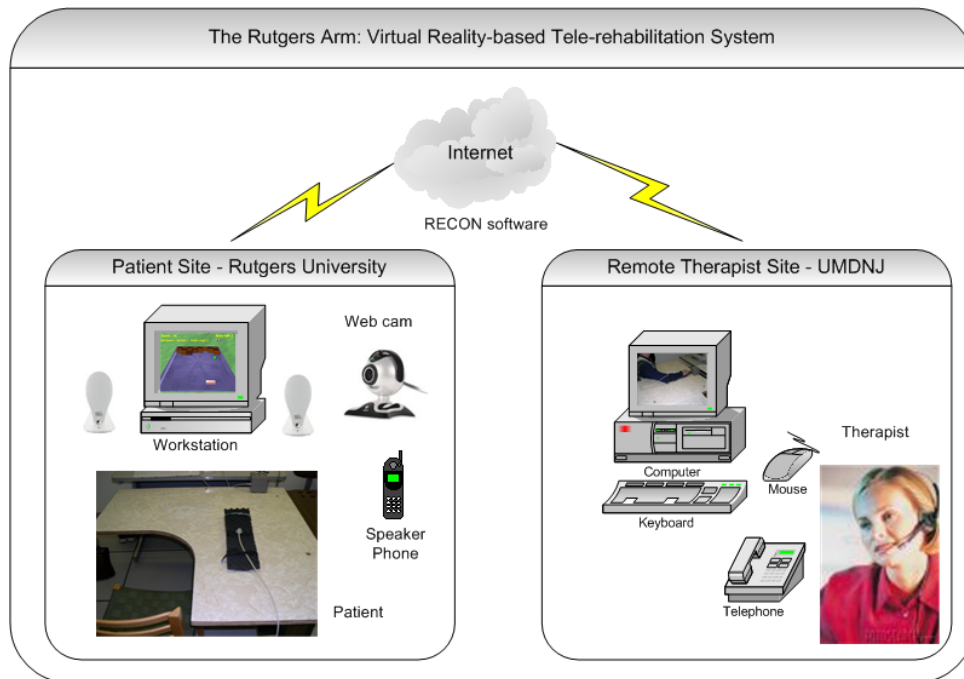 The Rutgers Arm: Virtual Reality-based Tele-rehabilitation System
Internet
RECON software
Patient Site - Rutgers University
Web cam
Workstation
Speaker
Phone
Patient
Remote Therapist Site - UMDNJ
Therapist
Computer
Mouse
Keyboard
Telephone